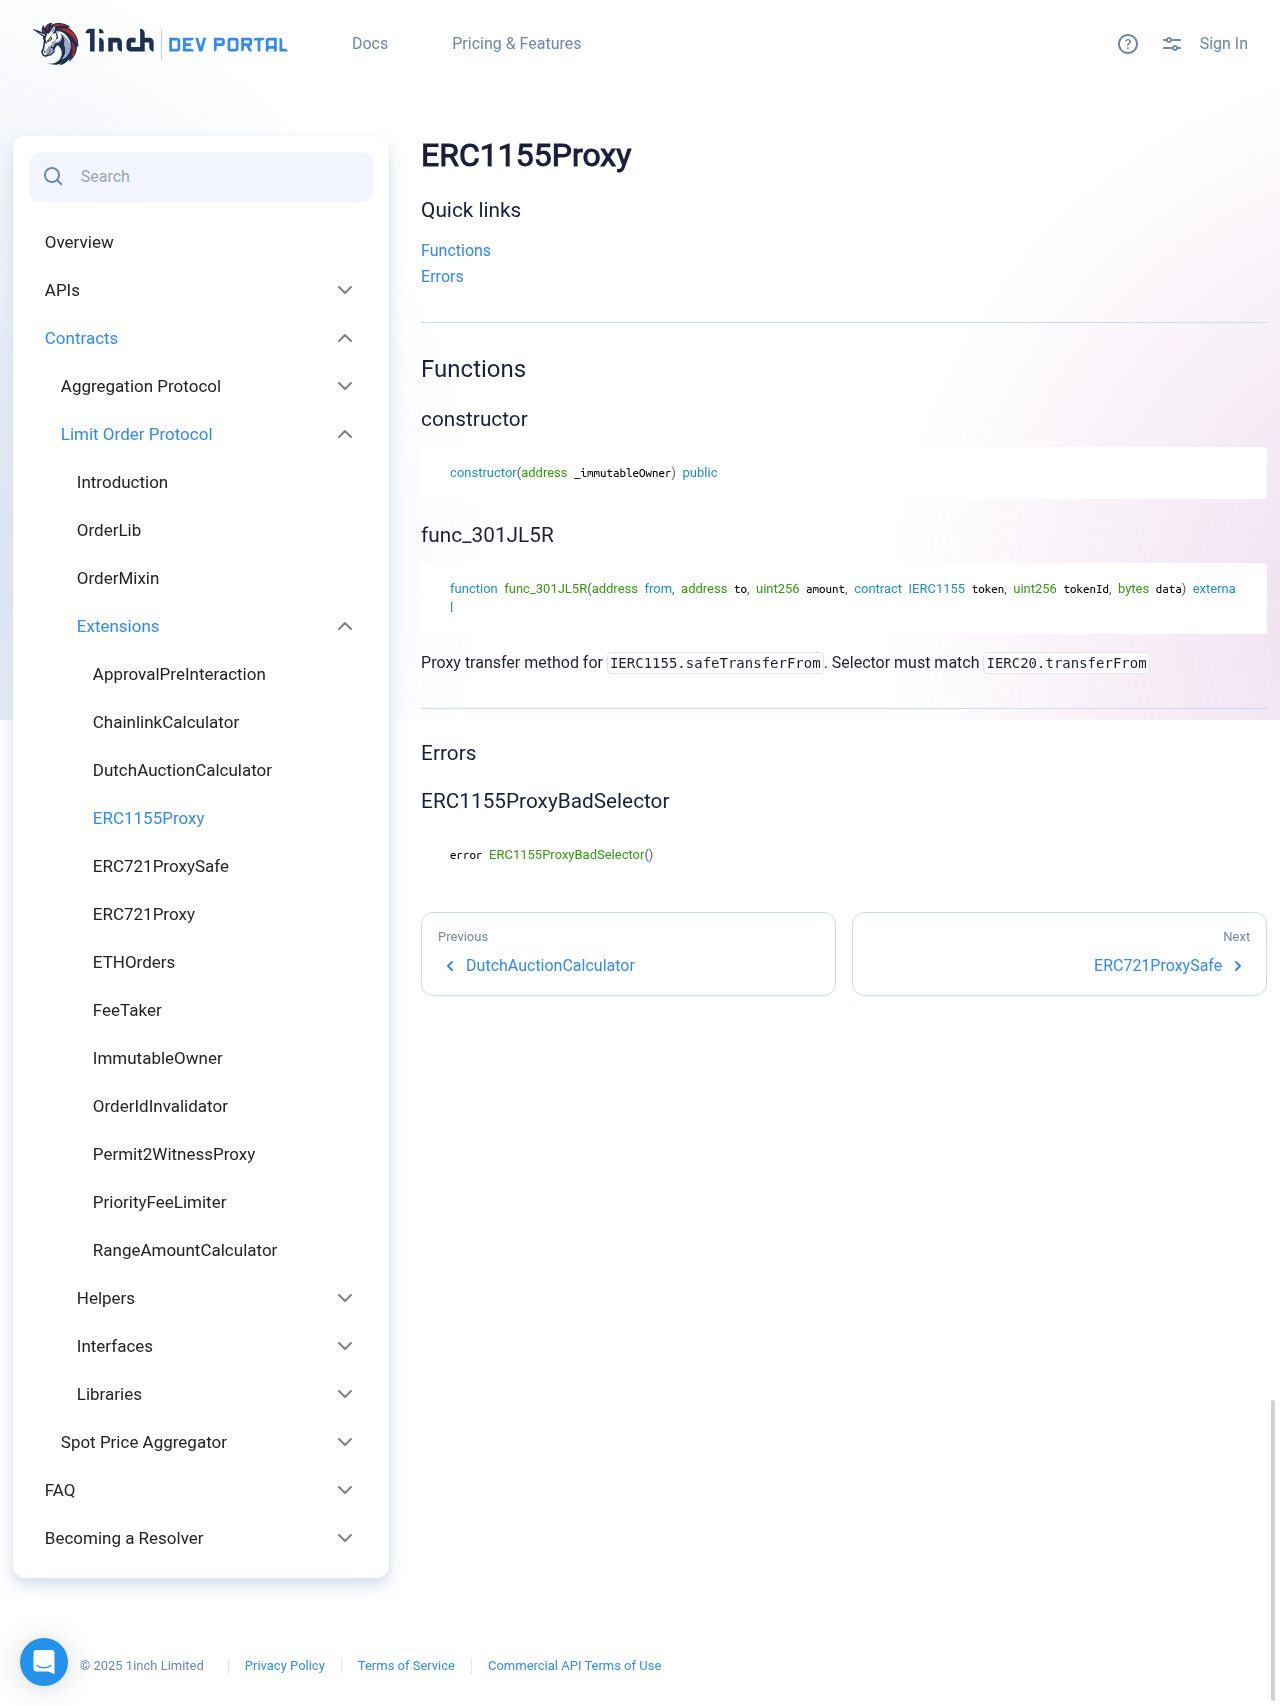 1inch DEV PORTAL
Docs
Pricing & Features
Sign In
Search
Overview
APIs
Contracts
Aggregation Protocol
Limit Order Protocol
Introduction
OrderLib
OrderMixin
Extensions
ApprovalPreInteraction
ChainlinkCalculator
DutchAuctionCalculator
ERC1155Proxy
ERC721ProxySafe
ERC721Proxy
ETHOrders
FeeTaker
ImmutableOwner
OrderIdInvalidator
Permit2WitnessProxy
PriorityFeeLimiter
RangeAmountCalculator
Helpers
Interfaces
Libraries
Spot Price Aggregator
FAQ
Becoming a Resolver
ERC1155Proxy
Quick links
Functions
Errors
Functions
constructor
constructor(address _immutableOwner) public
func_301JL5R
function func_301JL5R(address from, address to, uint256 amount, contract IERC1155 token, uint256 tokenId, bytes data) externa
l
Proxy transfer method for IERC1155.safeTransferFrom. Selector must match IERC20.transferFrom
Errors
ERC1155ProxyBadSelector
error ERC1155ProxyBadSelector()
Previous
DutchAuctionCalculator
Next
ERC721ProxySafe
© 2025 1inch Limited
Privacy Policy
Terms of Service
Commercial API Terms of Use